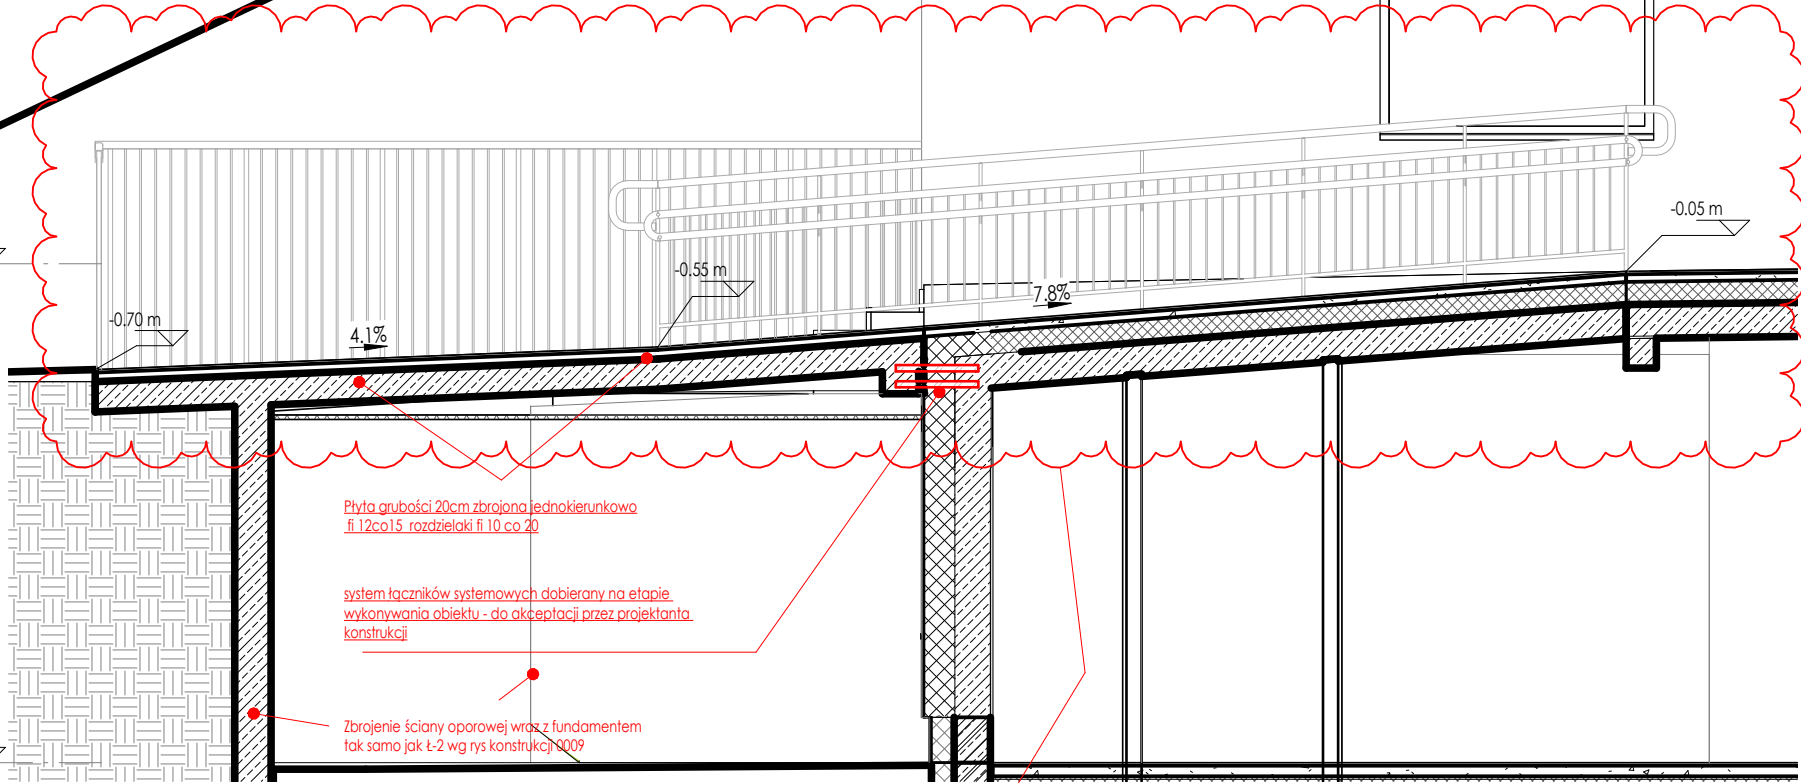 -0.05 m
-0.55 m
7.8%
-0.70 m
4.1%
Płyta grubości 20cm zbrojona jednokierunkowo
fi 12co15 rozdzielaki fi 10 co 20
system łączników systemowych dobierany na etapie
wykonywania obiektu - do akceptacji przez projektanta
konstrukcji
Zbrojenie ściany oporowej wraz z fundamentem
tak samo jak Ł-2 wg rys konstrukcji 0009